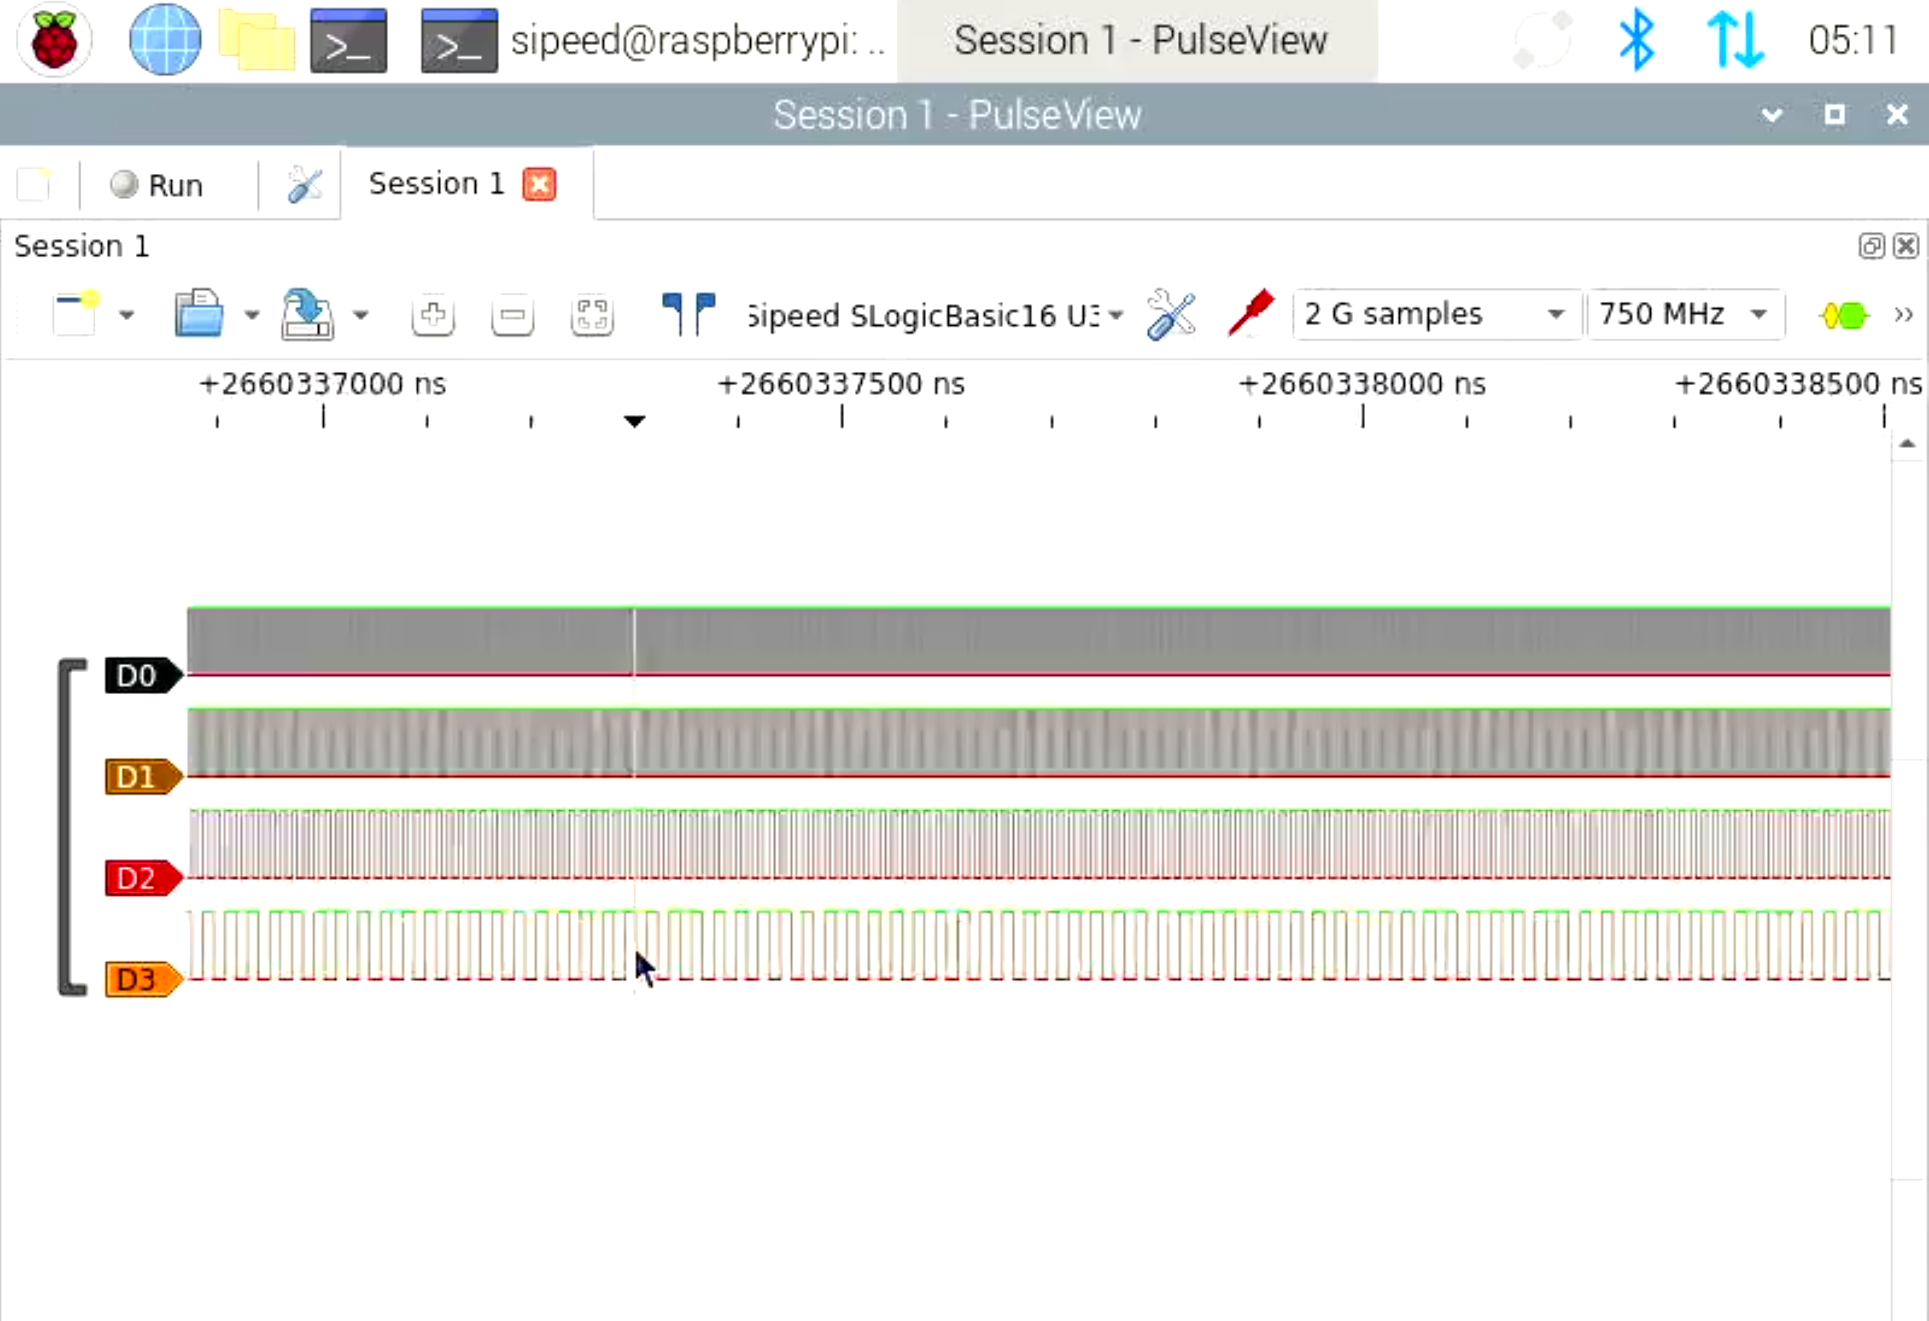 >_ >_ sipeed@raspberrypi: .. Session 1 - PulseView 05:11
Session 1 - PulseView
Run Session 1
Session 1
Sipeed SLogicBasic16 U3 2 G samples 750 MHz »
+2660337000 ns +2660337500 ns +2660338000 ns +2660338500 ns
D0
D1
D2
D3